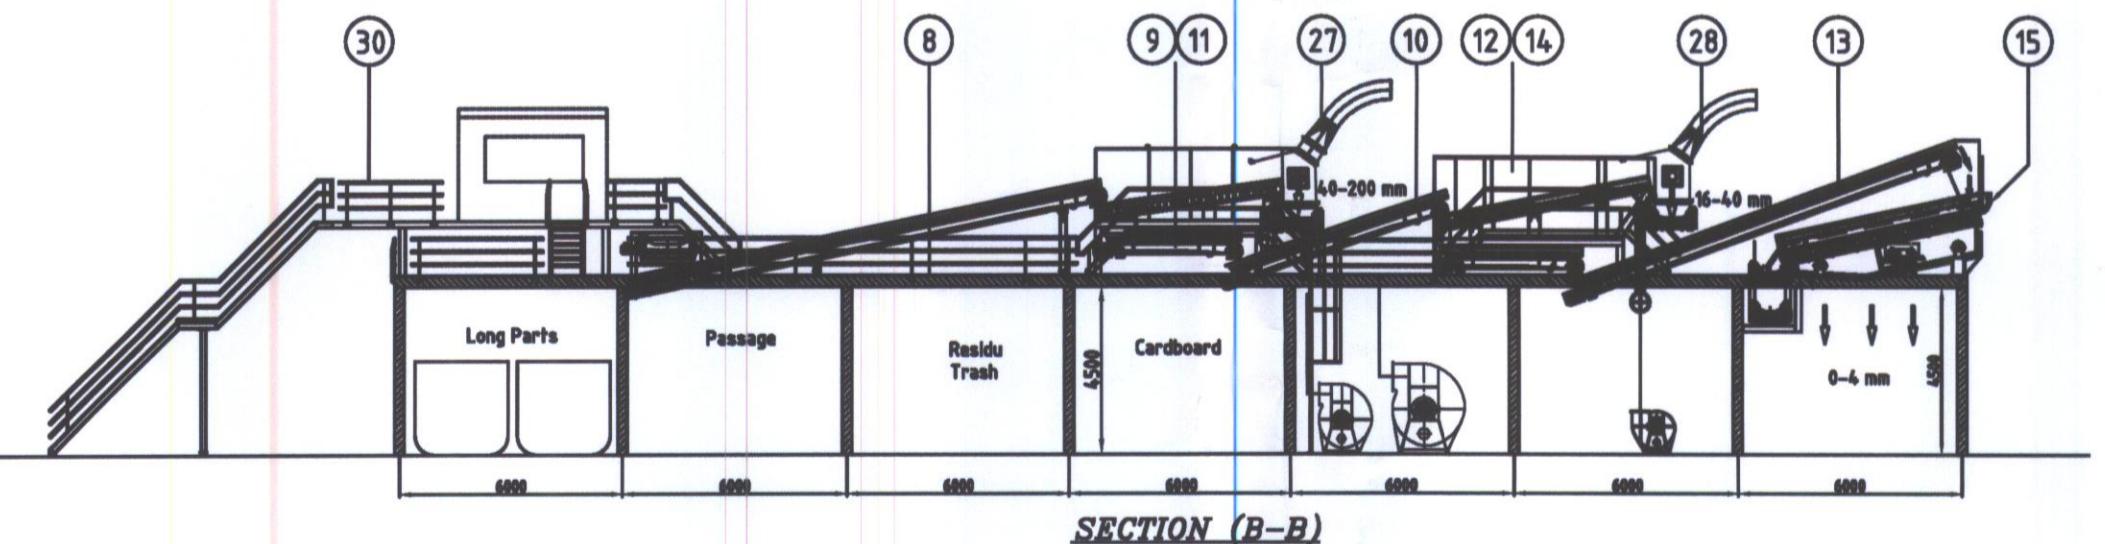 30 8 9 11 27 10 12 14 28 13 15
40-200 mm
16-40 mm
Long Parts
Passage
Residu
Trash
4500
Cardboard
0-4 mm
4500
6000 6000 6000 6000 6000 6000 6000
SECTION (B-B)